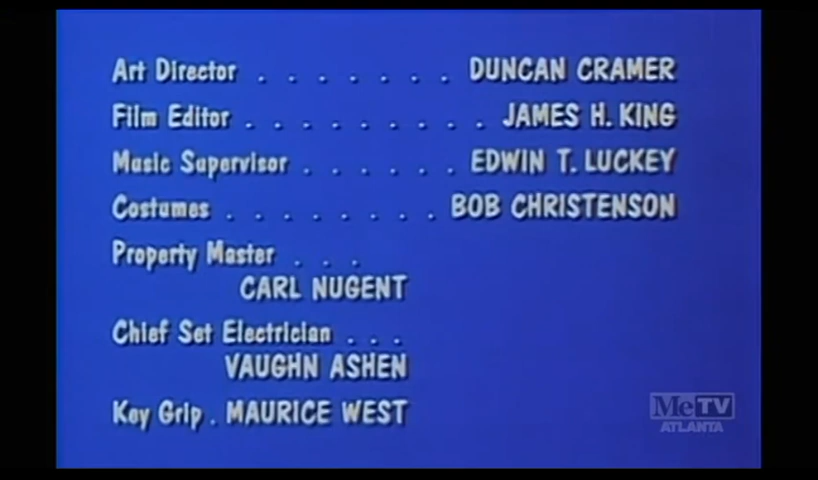 Art Director . . . . . . . DUNCAN CRAMER
Film Editor . . . . . . . . . JAMES H. KING
Music Supervisor . . . . . . EDWIN T. LUCKEY
Costumes . . . . . . . . BOB CHRISTENSON
Property Master . . .
CARL NUGENT
Chief Set Electrician . . .
VAUGHN ASHEN
Key Grip . MAURICE WEST
MeTV
ATLANTA